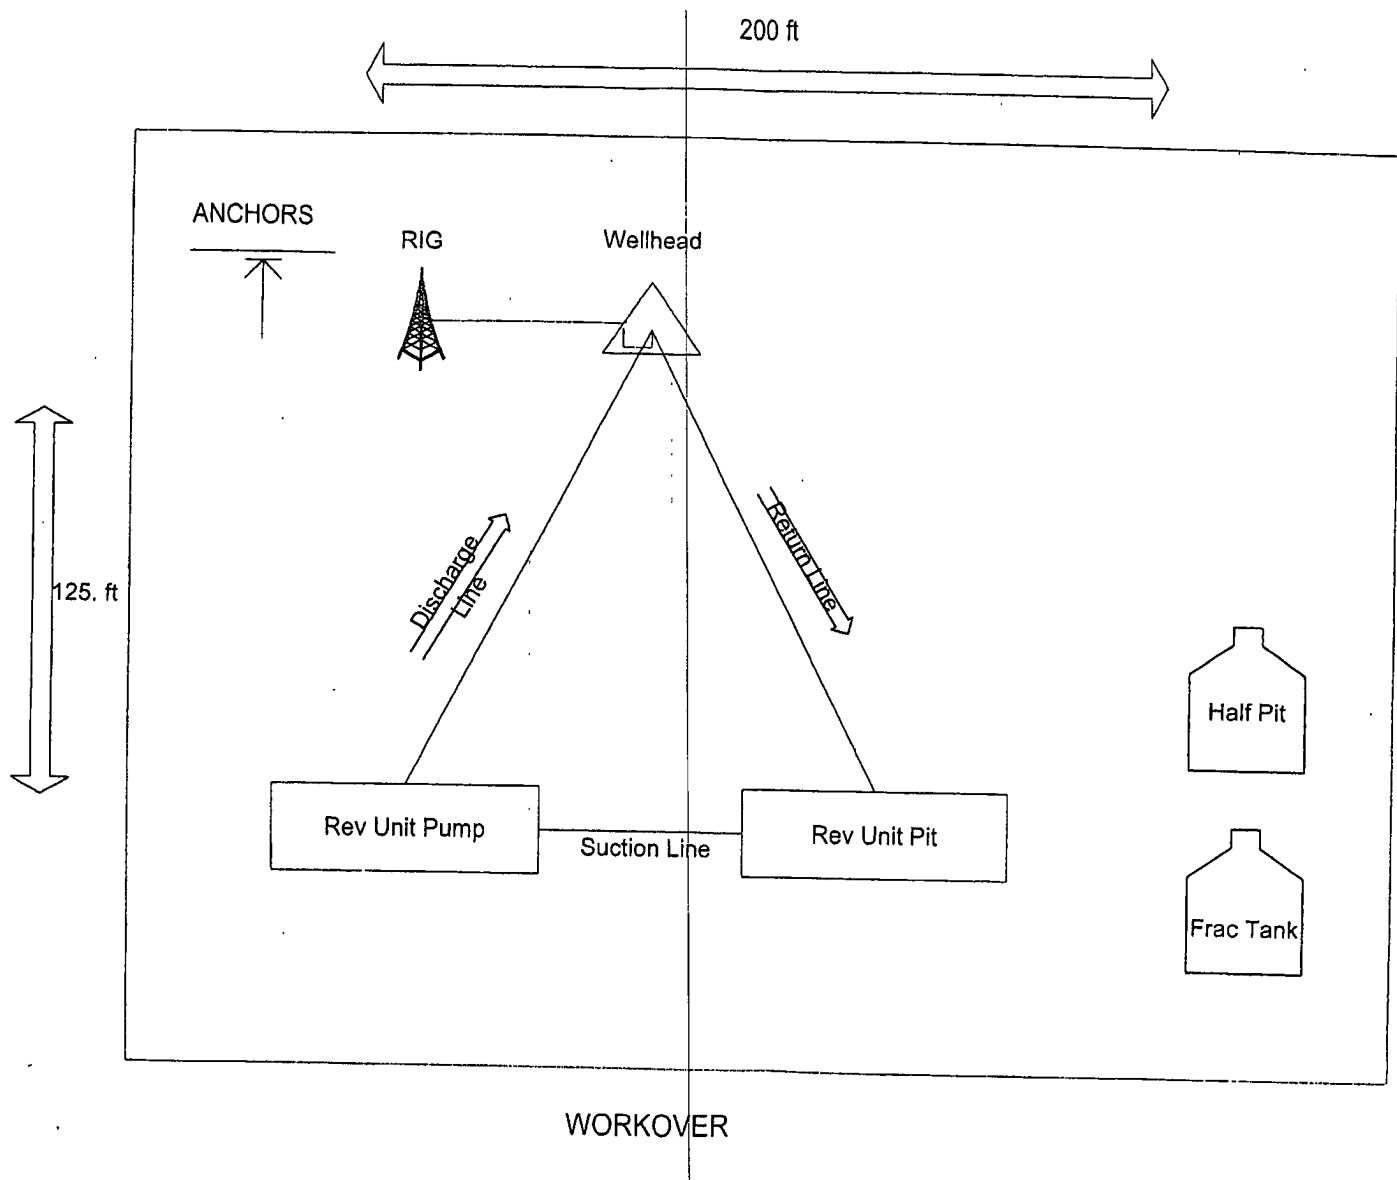 200 ft
ANCHORS
RIG
Wellhead
Discharge
Line
Return Line
125. ft
Half Pit
Rev Unit Pump
Suction Line
Rev Unit Pit
Frac Tank
WORKOVER